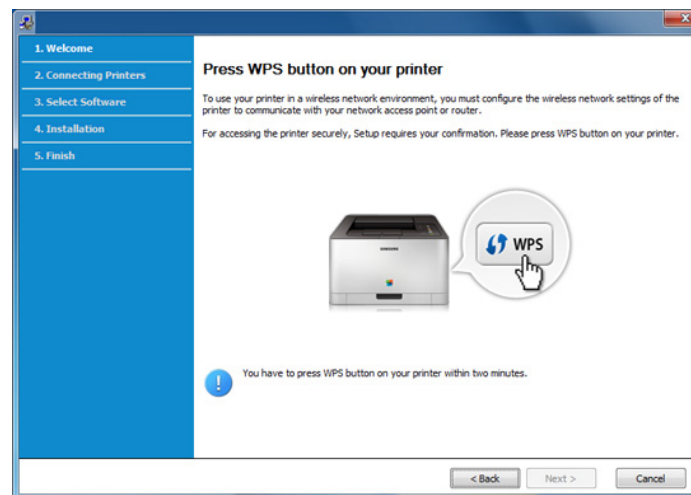 1. Welcome
2. Connecting Printers
3. Select Software
4. Installation
5. Finish
Press WPS button on your printer
To use your printer in a wireless network environment, you must configure the wireless network settings of the
printer to communicate with your network access point or router.
For accessing the printer securely, Setup requires your confirmation. Please press WPS button on your printer.
SAMSUNG
WPS
You have to press WPS button on your printer within two minutes.
< Back
Next >
Cancel